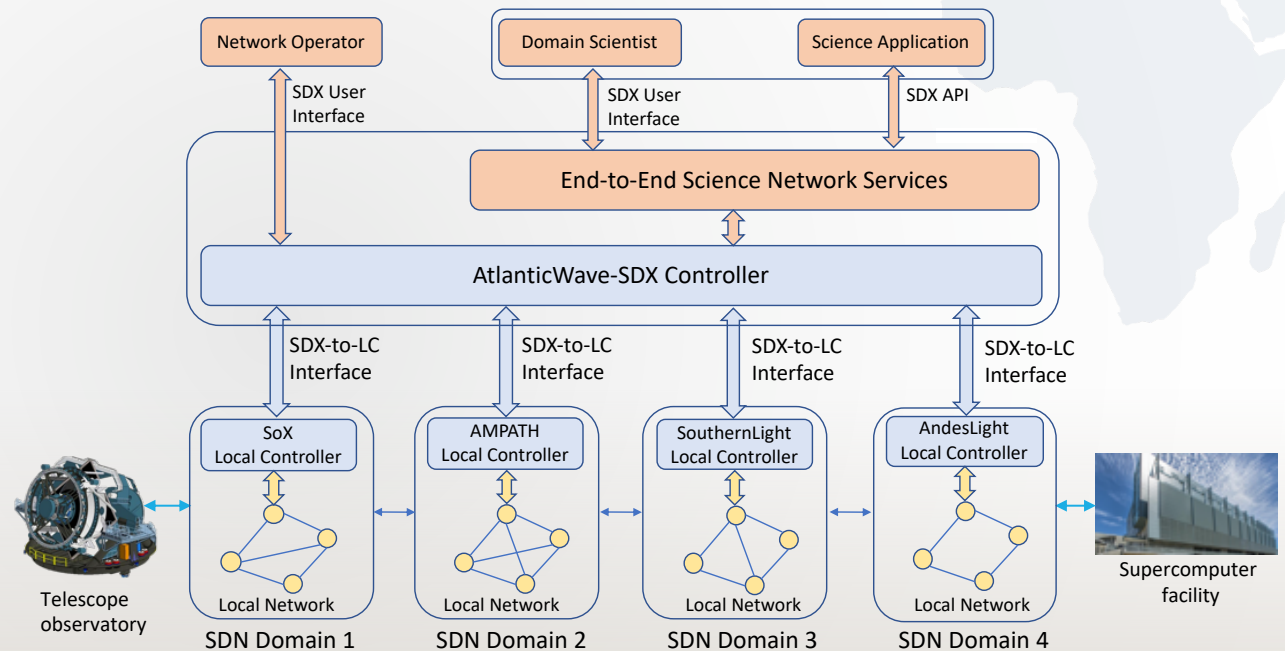 Network Operator
Domain Scientist
Science Application
SDX User
Interface
SDX User
Interface
SDX API
End-to-End Science Network Services
AtlanticWave-SDX Controller
SDX-to-LC
Interface
SDX-to-LC
Interface
SDX-to-LC
Interface
SDX-to-LC
Interface
SoX
Local Controller
AMPATH
Local Controller
SouthernLight
Local Controller
AndesLight
Local Controller
Telescope
observatory
Supercomputer
facility
Local Network
Local Network
Local Network
Local Network
SDN Domain 1
SDN Domain 2
SDN Domain 3
SDN Domain 4